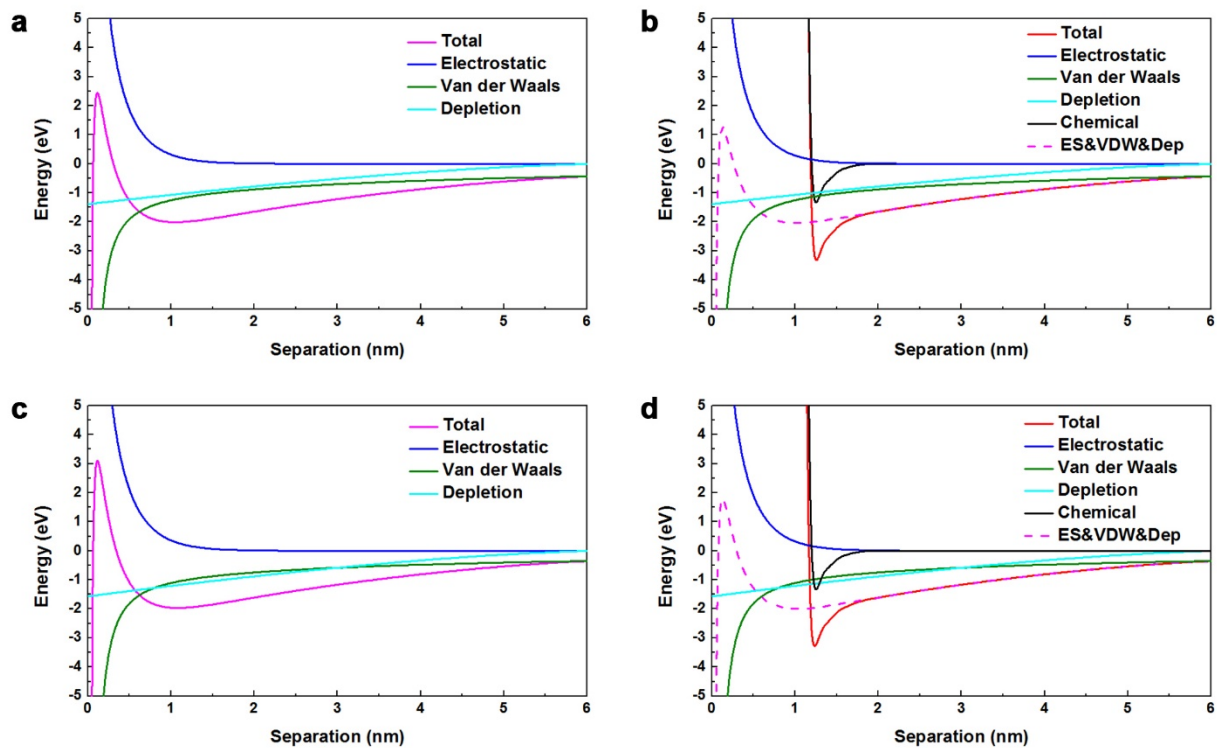 a
5
4
3
2
1
0
-1
-2
-3
-4
-5
Energy (eV)
0 1 2 3 4 5 6
Separation (nm)
Total
Electrostatic
Van der Waals
Depletion
b
5
4
3
2
1
0
-1
-2
-3
-4
-5
Energy (eV)
0 1 2 3 4 5 6
Separation (nm)
Total
Electrostatic
Van der Waals
Depletion
Chemical
ES&VDW&Dep
c
5
4
3
2
1
0
-1
-2
-3
-4
-5
Energy (eV)
0 1 2 3 4 5 6
Separation (nm)
Total
Electrostatic
Van der Waals
Depletion
d
5
4
3
2
1
0
-1
-2
-3
-4
-5
Energy (eV)
0 1 2 3 4 5 6
Separation (nm)
Total
Electrostatic
Van der Waals
Depletion
Chemical
ES&VDW&Dep